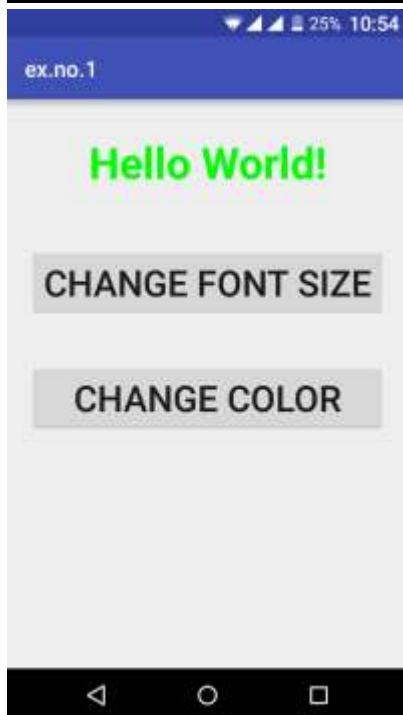 25% 10:54
ex.no.1
Hello World!
CHANGE FONT SIZE
CHANGE COLOR